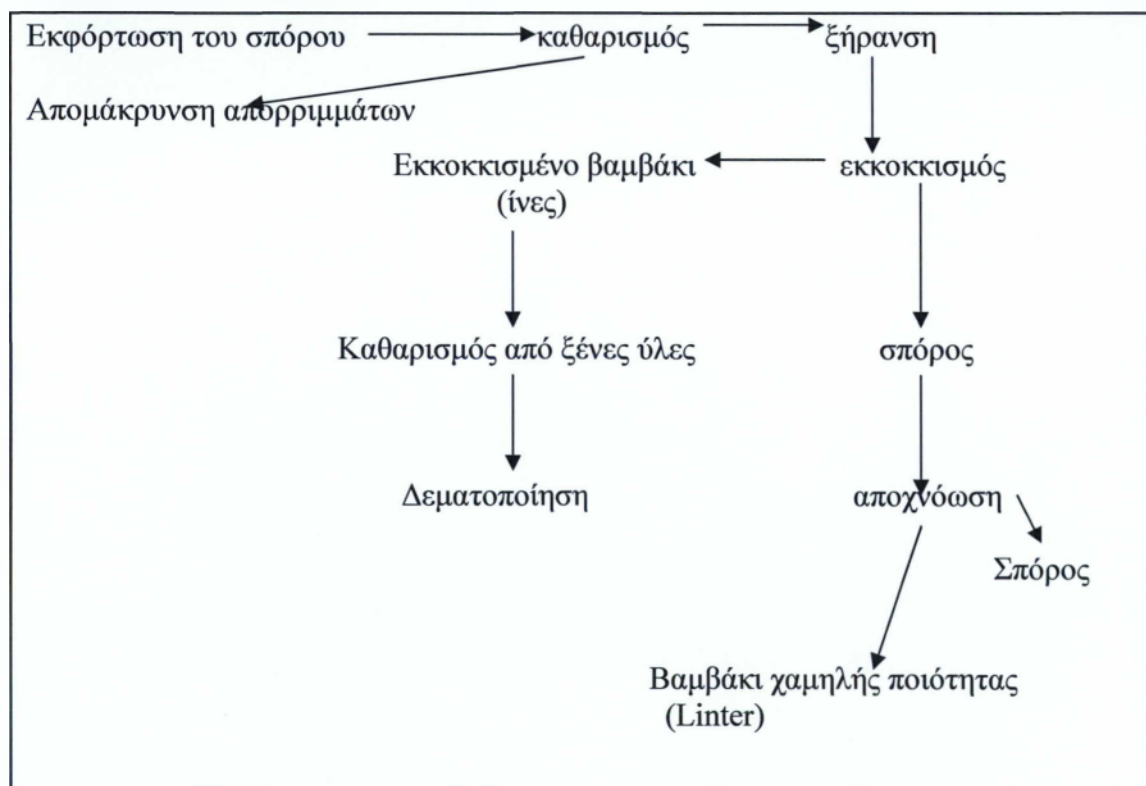 Εκφόρτωση του σπόρου καθαρισμός ξήρανση
Απομάκρυνση απορριμμάτων
Εκκοκκισμένο βαμβάκι εκκοκκισμός
(ίνες)
Καθαρισμός από ξένες ύλες σπόρος
Δεματοποίηση αποχνόωση
Σπόρος
Βαμβάκι χαμηλής ποιότητας
(Linter)